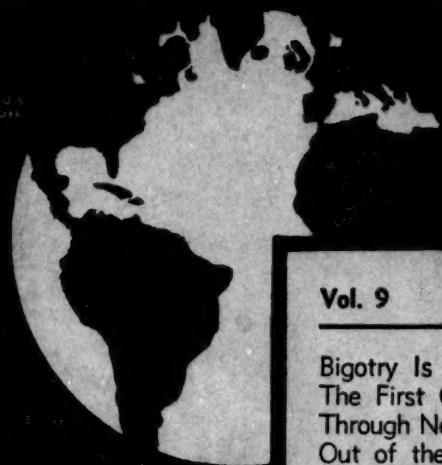 Vol. 9
Bigotry Is
The First
Through
Out of the